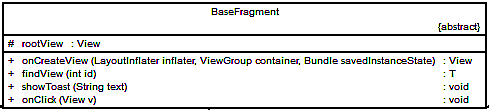 BaseFragment
{abstract}
# rootView : View
+ onCreateView (LayoutInflater inflater, ViewGroup container, Bundle savedInstanceState) : View
+ findView (int id) : T
+ showToast (String text) : void
+ onClick (View v) : void